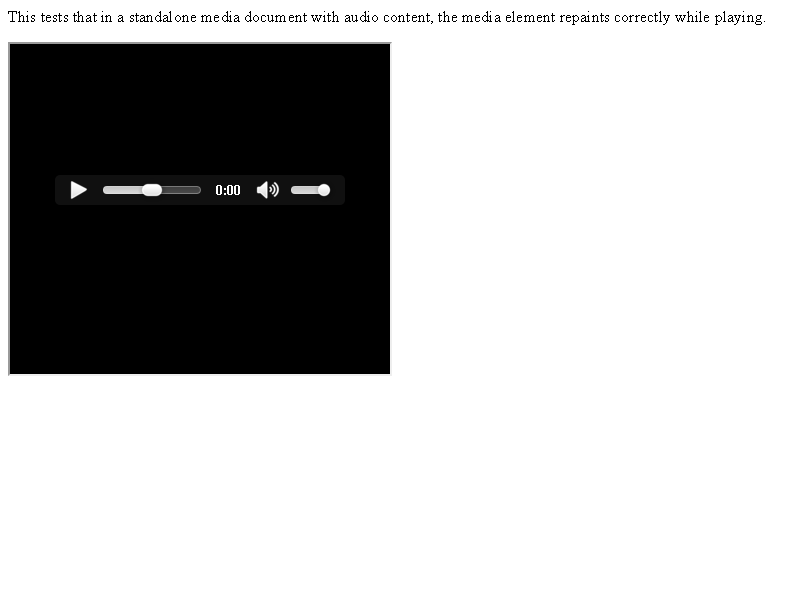 This tests that in a standalone media document with audio content, the media element repaints correctly while playing.
0:00